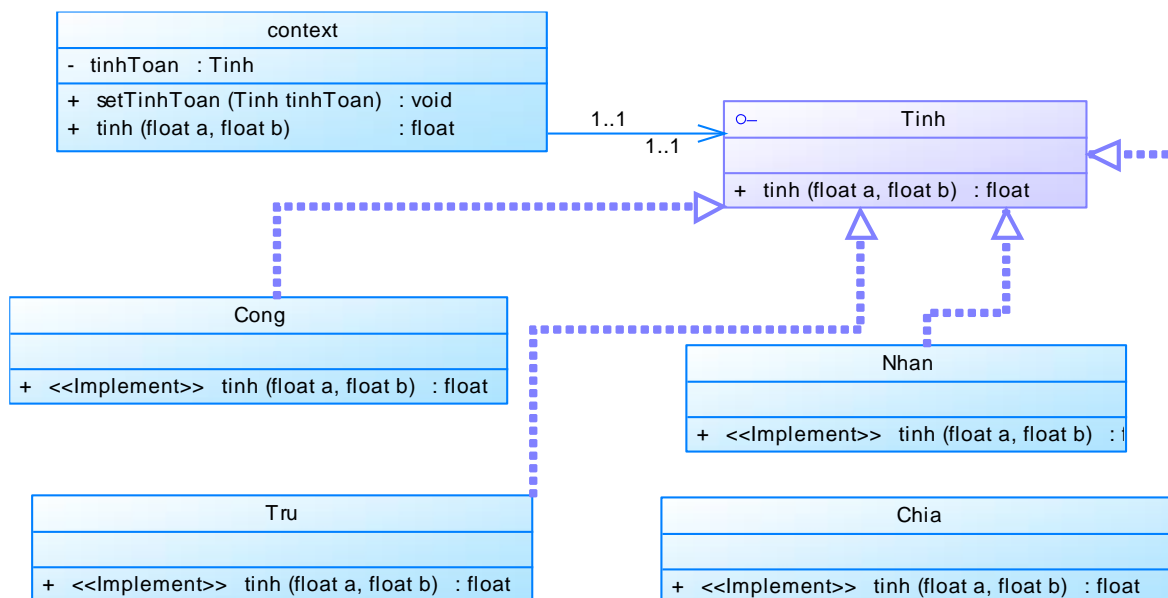 context
- tinhToan : Tinh
+ setTinhToan (Tinh tinhToan) : void
+ tinh (float a, float b) : float
1..1
1..1
Tinh
+ tinh (float a, float b) : float
Cong
+ <<Implement>> tinh (float a, float b) : float
Nhan
+ <<Implement>> tinh (float a, float b) :
Tru
+ <<Implement>> tinh (float a, float b) : float
Chia
+ <<Implement>> tinh (float a, float b) : float